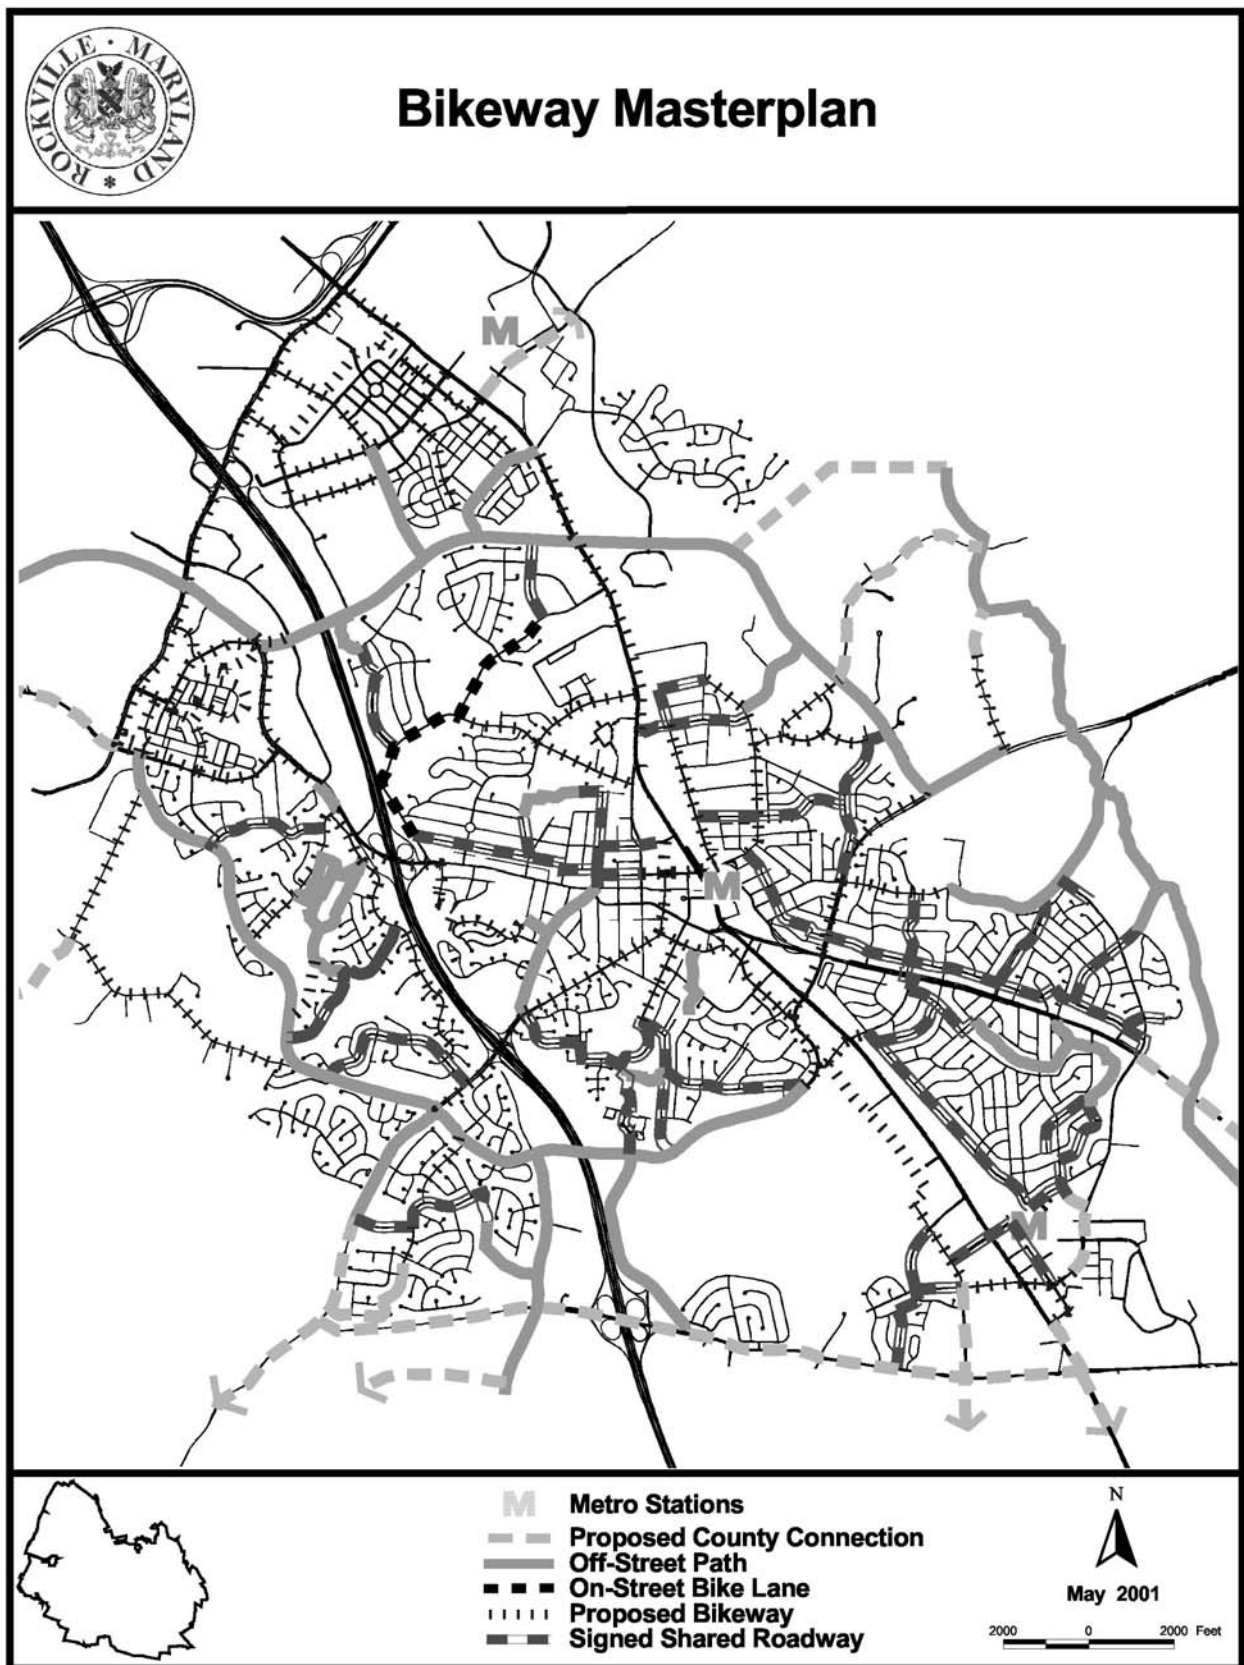 ROCKVILLE · MARYLAND
Bikeway Masterplan
M
M
M
M
Metro Stations
Proposed County Connection
Off-Street Path
On-Street Bike Lane
Proposed Bikeway
Signed Shared Roadway
N
May 2001
2000 0 2000 Feet